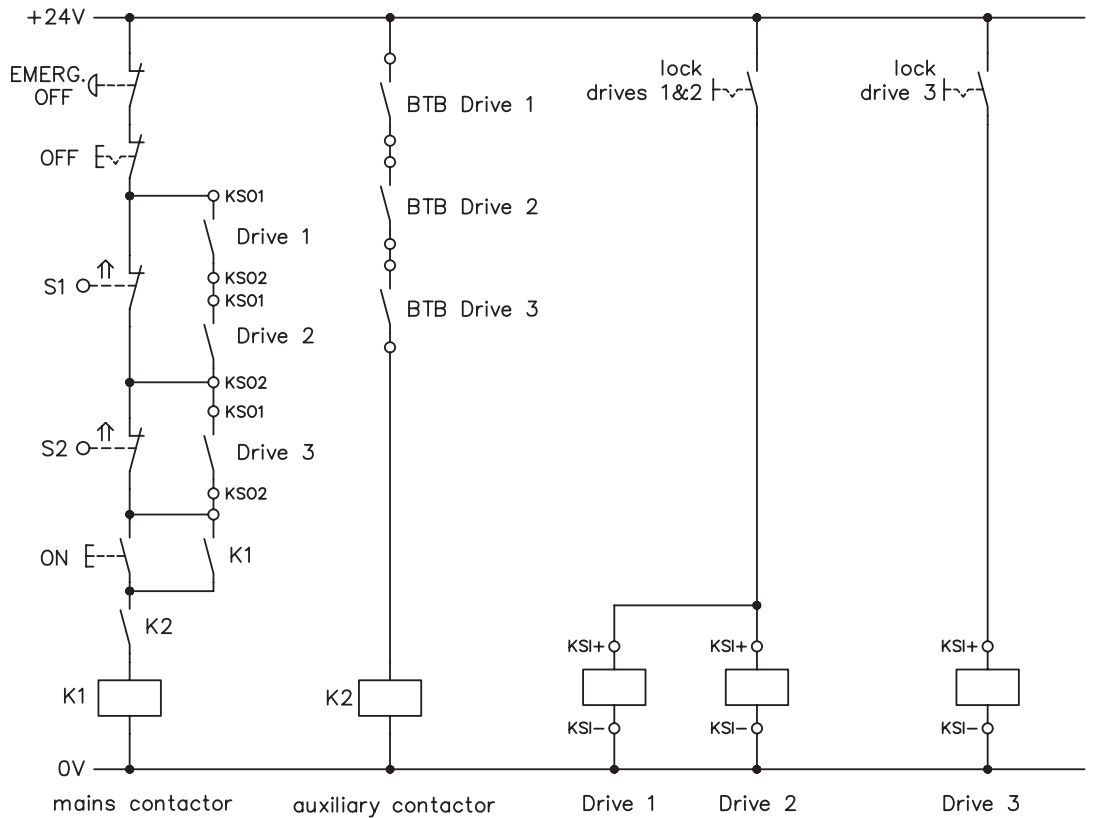 +24V
EMERG.
OFF
OFF
KSO1
Drive 1
S1
KSO2
KSO1
Drive 2
KSO2
KSO1
S2
Drive 3
KSO2
ON
K1
K2
K1
0V
mains contactor
BTB Drive 1
BTB Drive 2
BTB Drive 3
K2
auxiliary contactor
lock
drives 1&2
KSI+
KSI-
Drive 1
KSI+
KSI-
Drive 2
lock
drive 3
KSI+
KSI-
Drive 3